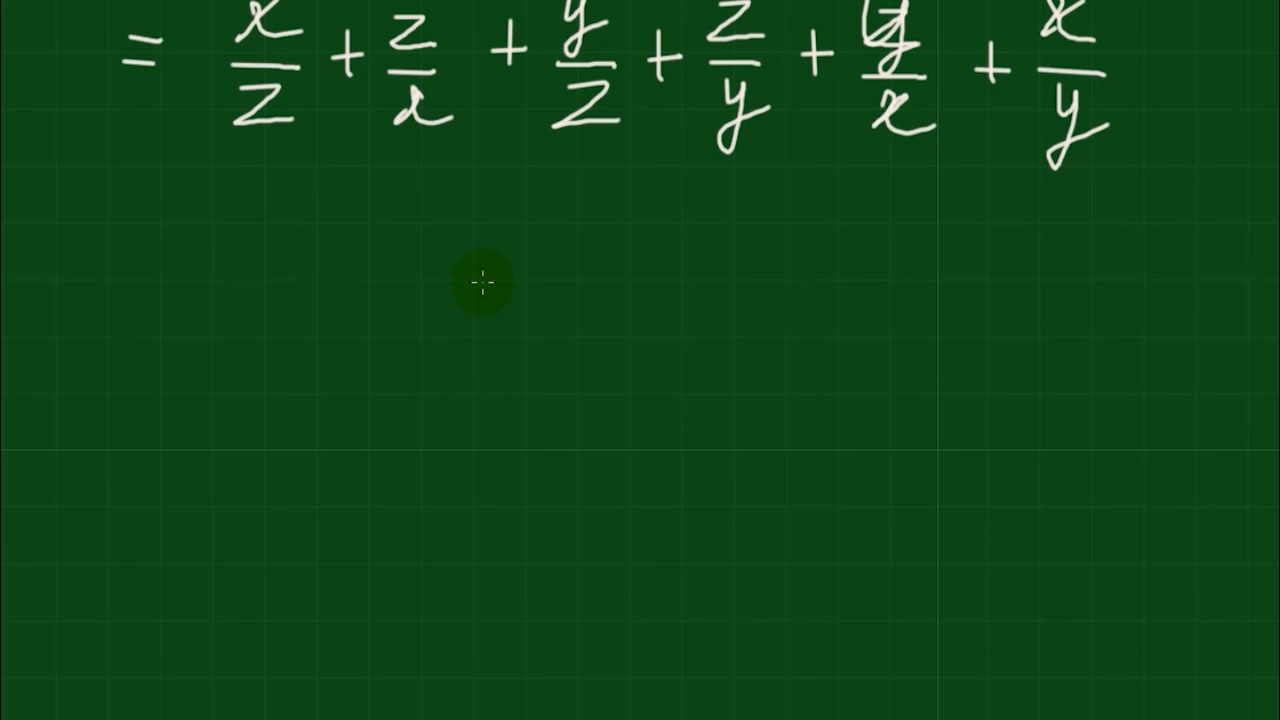 = x/z + z/x + y/z + z/y + y/x + x/y